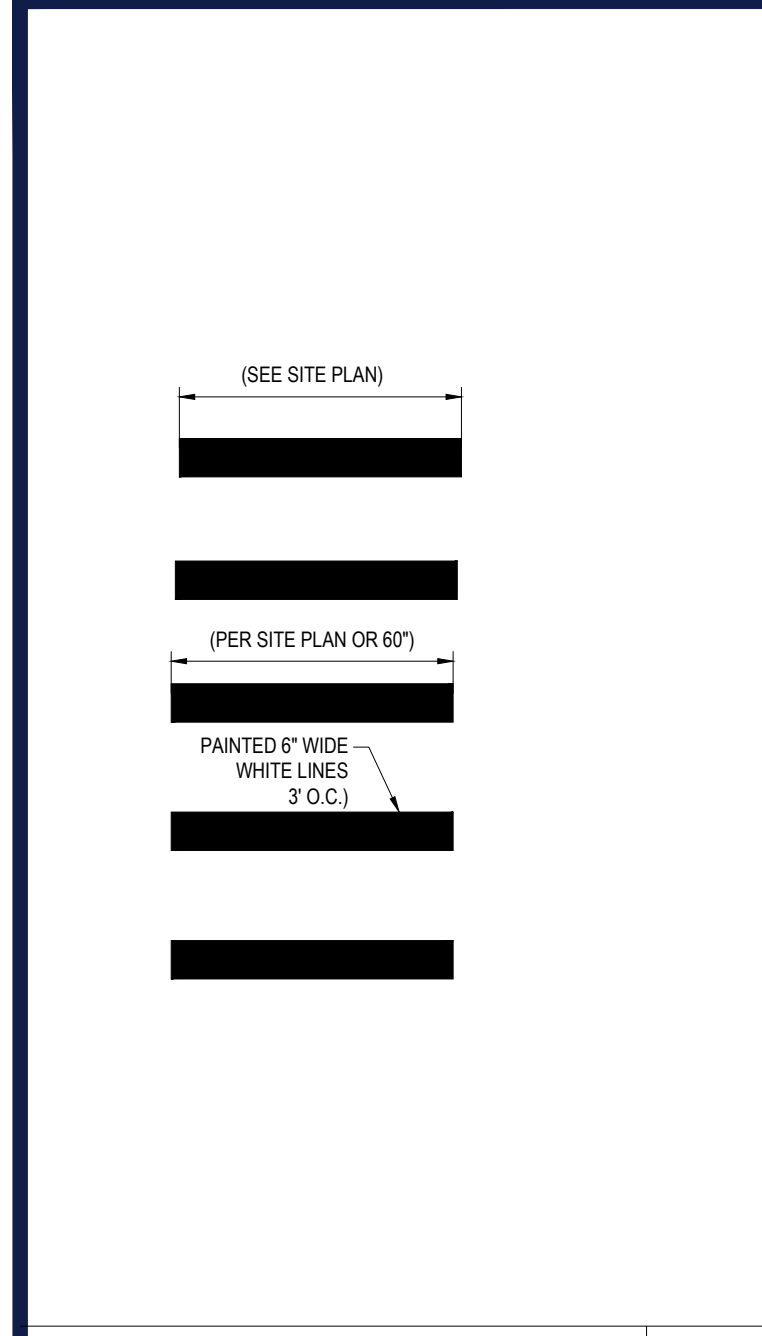 (SEE SITE PLAN)
(PER SITE PLAN OR 60")
PAINTED 6" WIDE
WHITE LINES
3' O.C.)